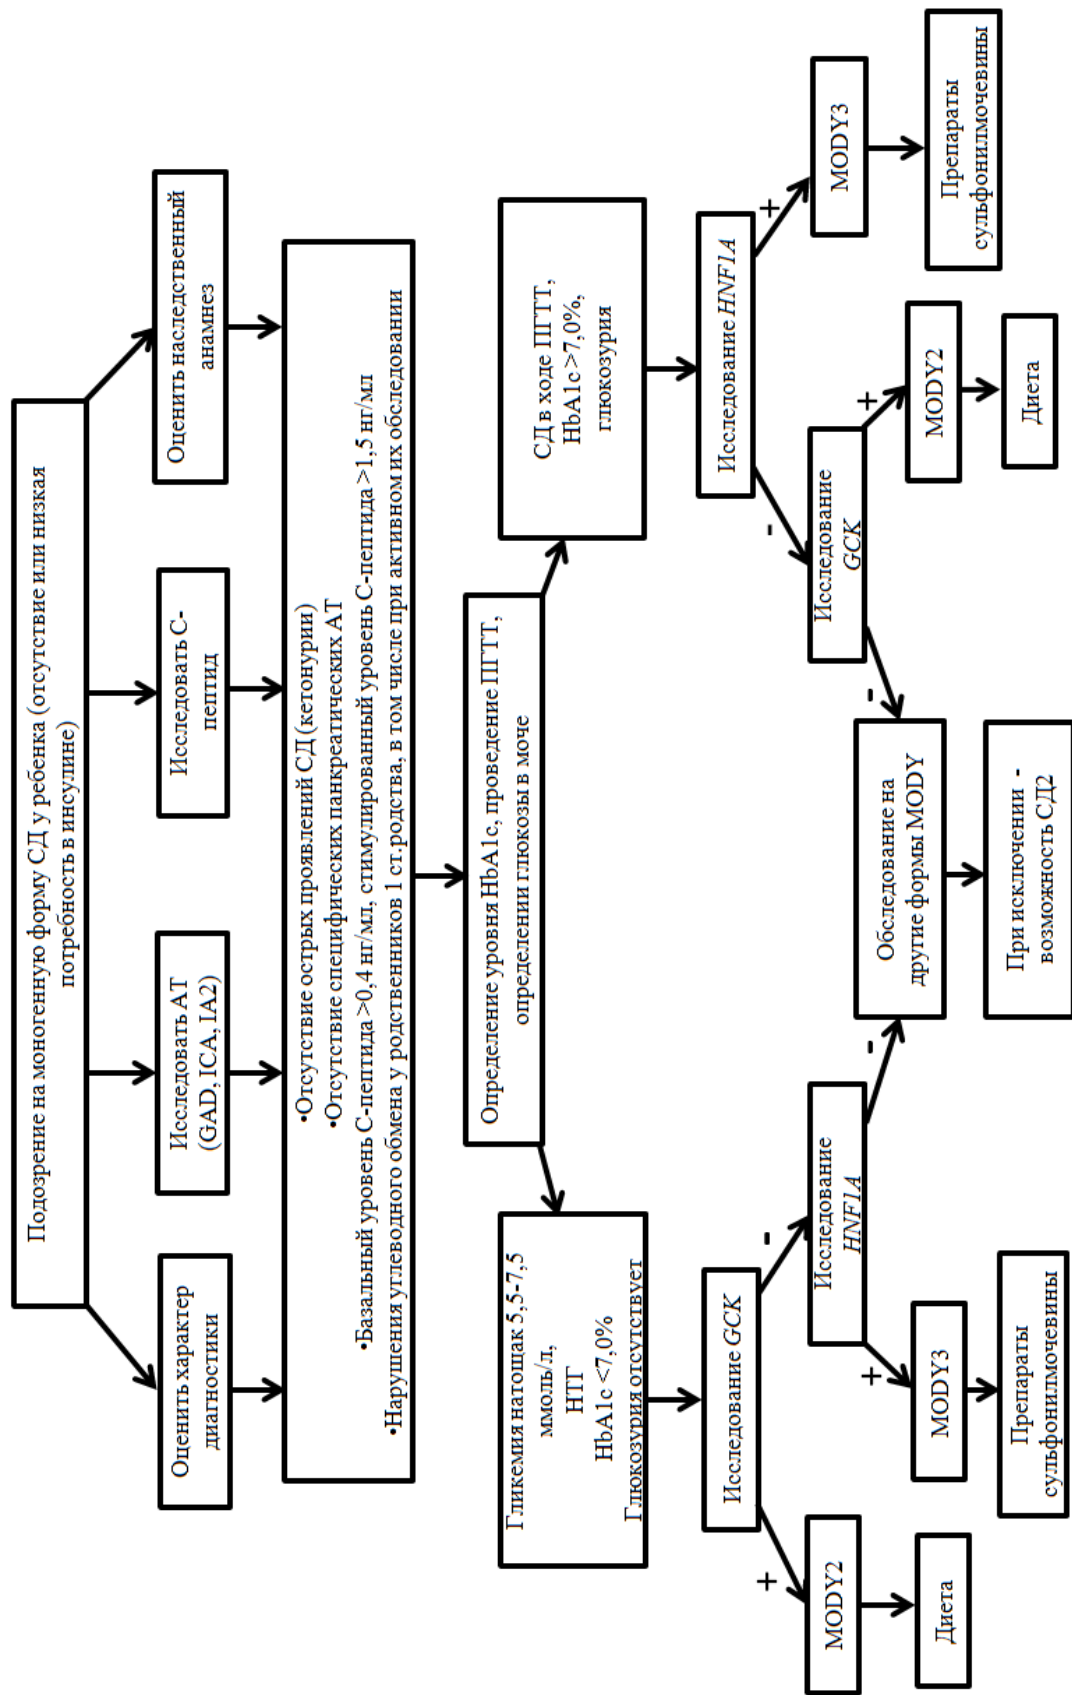 Подозрение на моногенную форму СД у ребенка (отсутствие или низкая
потребность в инсулине)
Оценить характер
диагностики
Исследовать АТ
(GAD, ICA, IA2)
Исследовать С-
пептид
Оценить наследственный
анамнез
•Отсутствие острых проявлений СД (кетонурии)
•Отсутствие специфических панкреатических АТ
•Базальный уровень С-пептида >0,4 нг/мл, стимулированный уровень С-пептида >1,5 нг/мл
•Нарушения углеводного обмена у родственников 1 ст.родства, в том числе при активном их обследовании
Определение уровня HbA1c, проведение ПГТТ,
определении глюкозы в моче
Гликемия натощак 5,5-7,5
ммоль/л,
НТГ
HbA1c <7,0%
Глюкозурия отсутствует
СД в ходе ПГТТ,
HbA1c >7,0%,
глюкозурия
Исследование GCK
Исследование HNF1A
+
-
-
+
MODY2
Исследование
HNF1A
Исследование
GCK
MODY3
+
-
-
+
Диета
MODY3
Обследование на
другие формы MODY
MODY2
Препараты
сульфонилмочевины
Препараты
сульфонилмочевины
При исключении -
возможность СД2
Диета